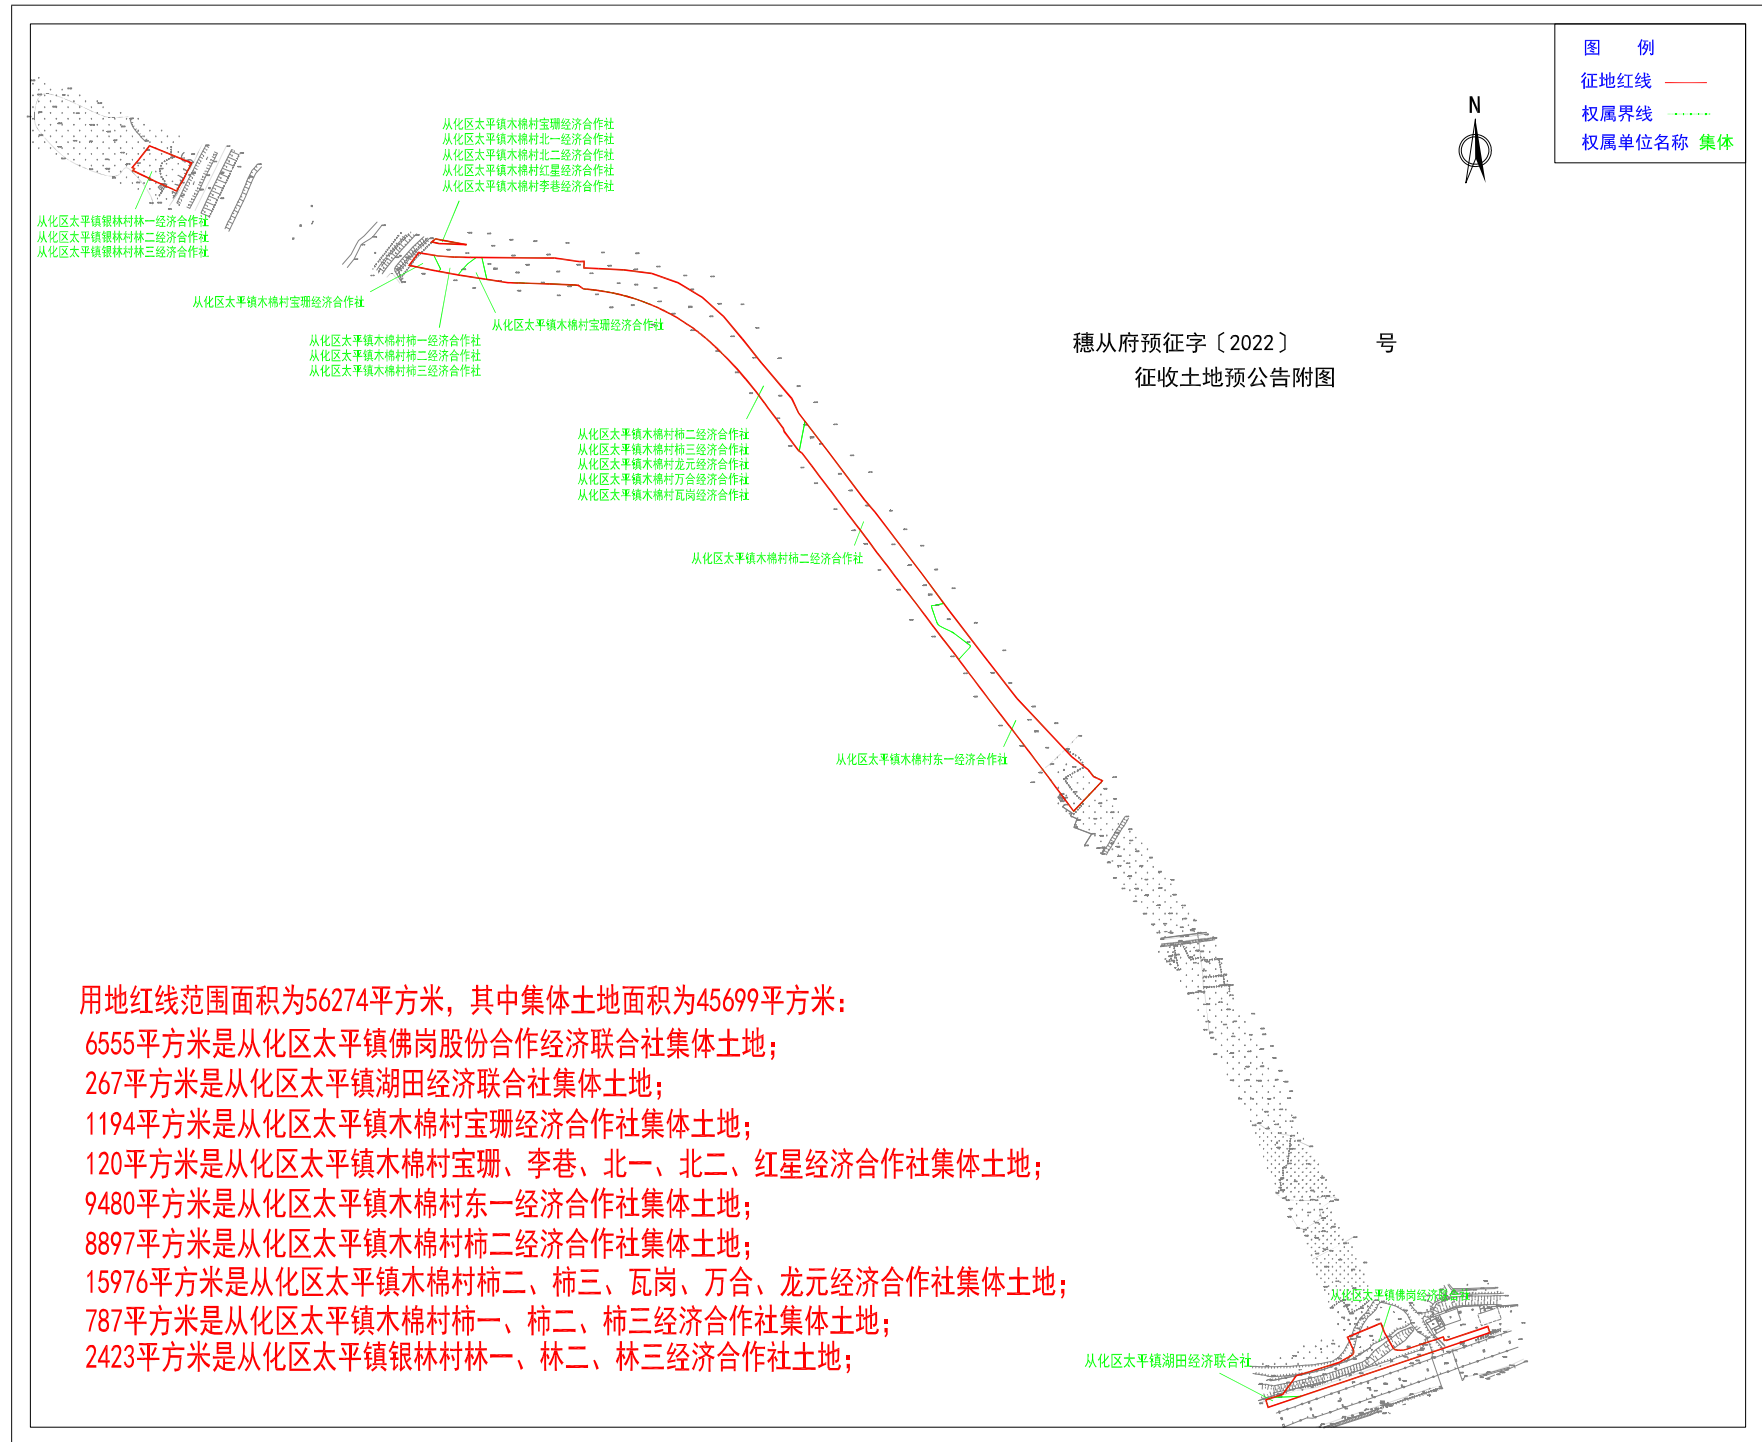 图 例
征地红线
权属界线
权属单位名称 集体
N
从化区太平镇木棉村宝珊经济合作社
从化区太平镇木棉村北一经济合作社
从化区太平镇木棉村北二经济合作社
从化区太平镇木棉村红星经济合作社
从化区太平镇木棉村李巷经济合作社
从化区太平镇银林村林一经济合作社
从化区太平镇银林村林二经济合作社
从化区太平镇银林村林三经济合作社
从化区太平镇木棉村宝珊经济合作社
从化区太平镇木棉村宝珊经济合作社
从化区太平镇木棉村柿一经济合作社
从化区太平镇木棉村柿二经济合作社
从化区太平镇木棉村柿三经济合作社
穗从府预征字〔2022〕 号
征收土地预公告附图
从化区太平镇木棉村柿二经济合作社
从化区太平镇木棉村柿三经济合作社
从化区太平镇木棉村龙元经济合作社
从化区太平镇木棉村万合经济合作社
从化区太平镇木棉村瓦岗经济合作社
从化区太平镇木棉村柿二经济合作社
从化区太平镇木棉村东一经济合作社
用地红线范围面积为56274平方米，其中集体土地面积为45699平方米：
6555平方米是从化区太平镇佛岗股份合作经济联合社集体土地；
267平方米是从化区太平镇湖田经济联合社集体土地；
1194平方米是从化区太平镇木棉村宝珊经济合作社集体土地；
120平方米是从化区太平镇木棉村宝珊、李巷、北一、北二、红星经济合作社集体土地；
9480平方米是从化区太平镇木棉村东一经济合作社集体土地；
8897平方米是从化区太平镇木棉村柿二经济合作社集体土地；
15976平方米是从化区太平镇木棉村柿二、柿三、瓦岗、万合、龙元经济合作社集体土地；
787平方米是从化区太平镇木棉村柿一、柿二、柿三经济合作社集体土地；
2423平方米是从化区太平镇银林村林一、林二、林三经济合作社土地；
从化区太平镇佛岗经济
从化区太平镇湖田经济联合社